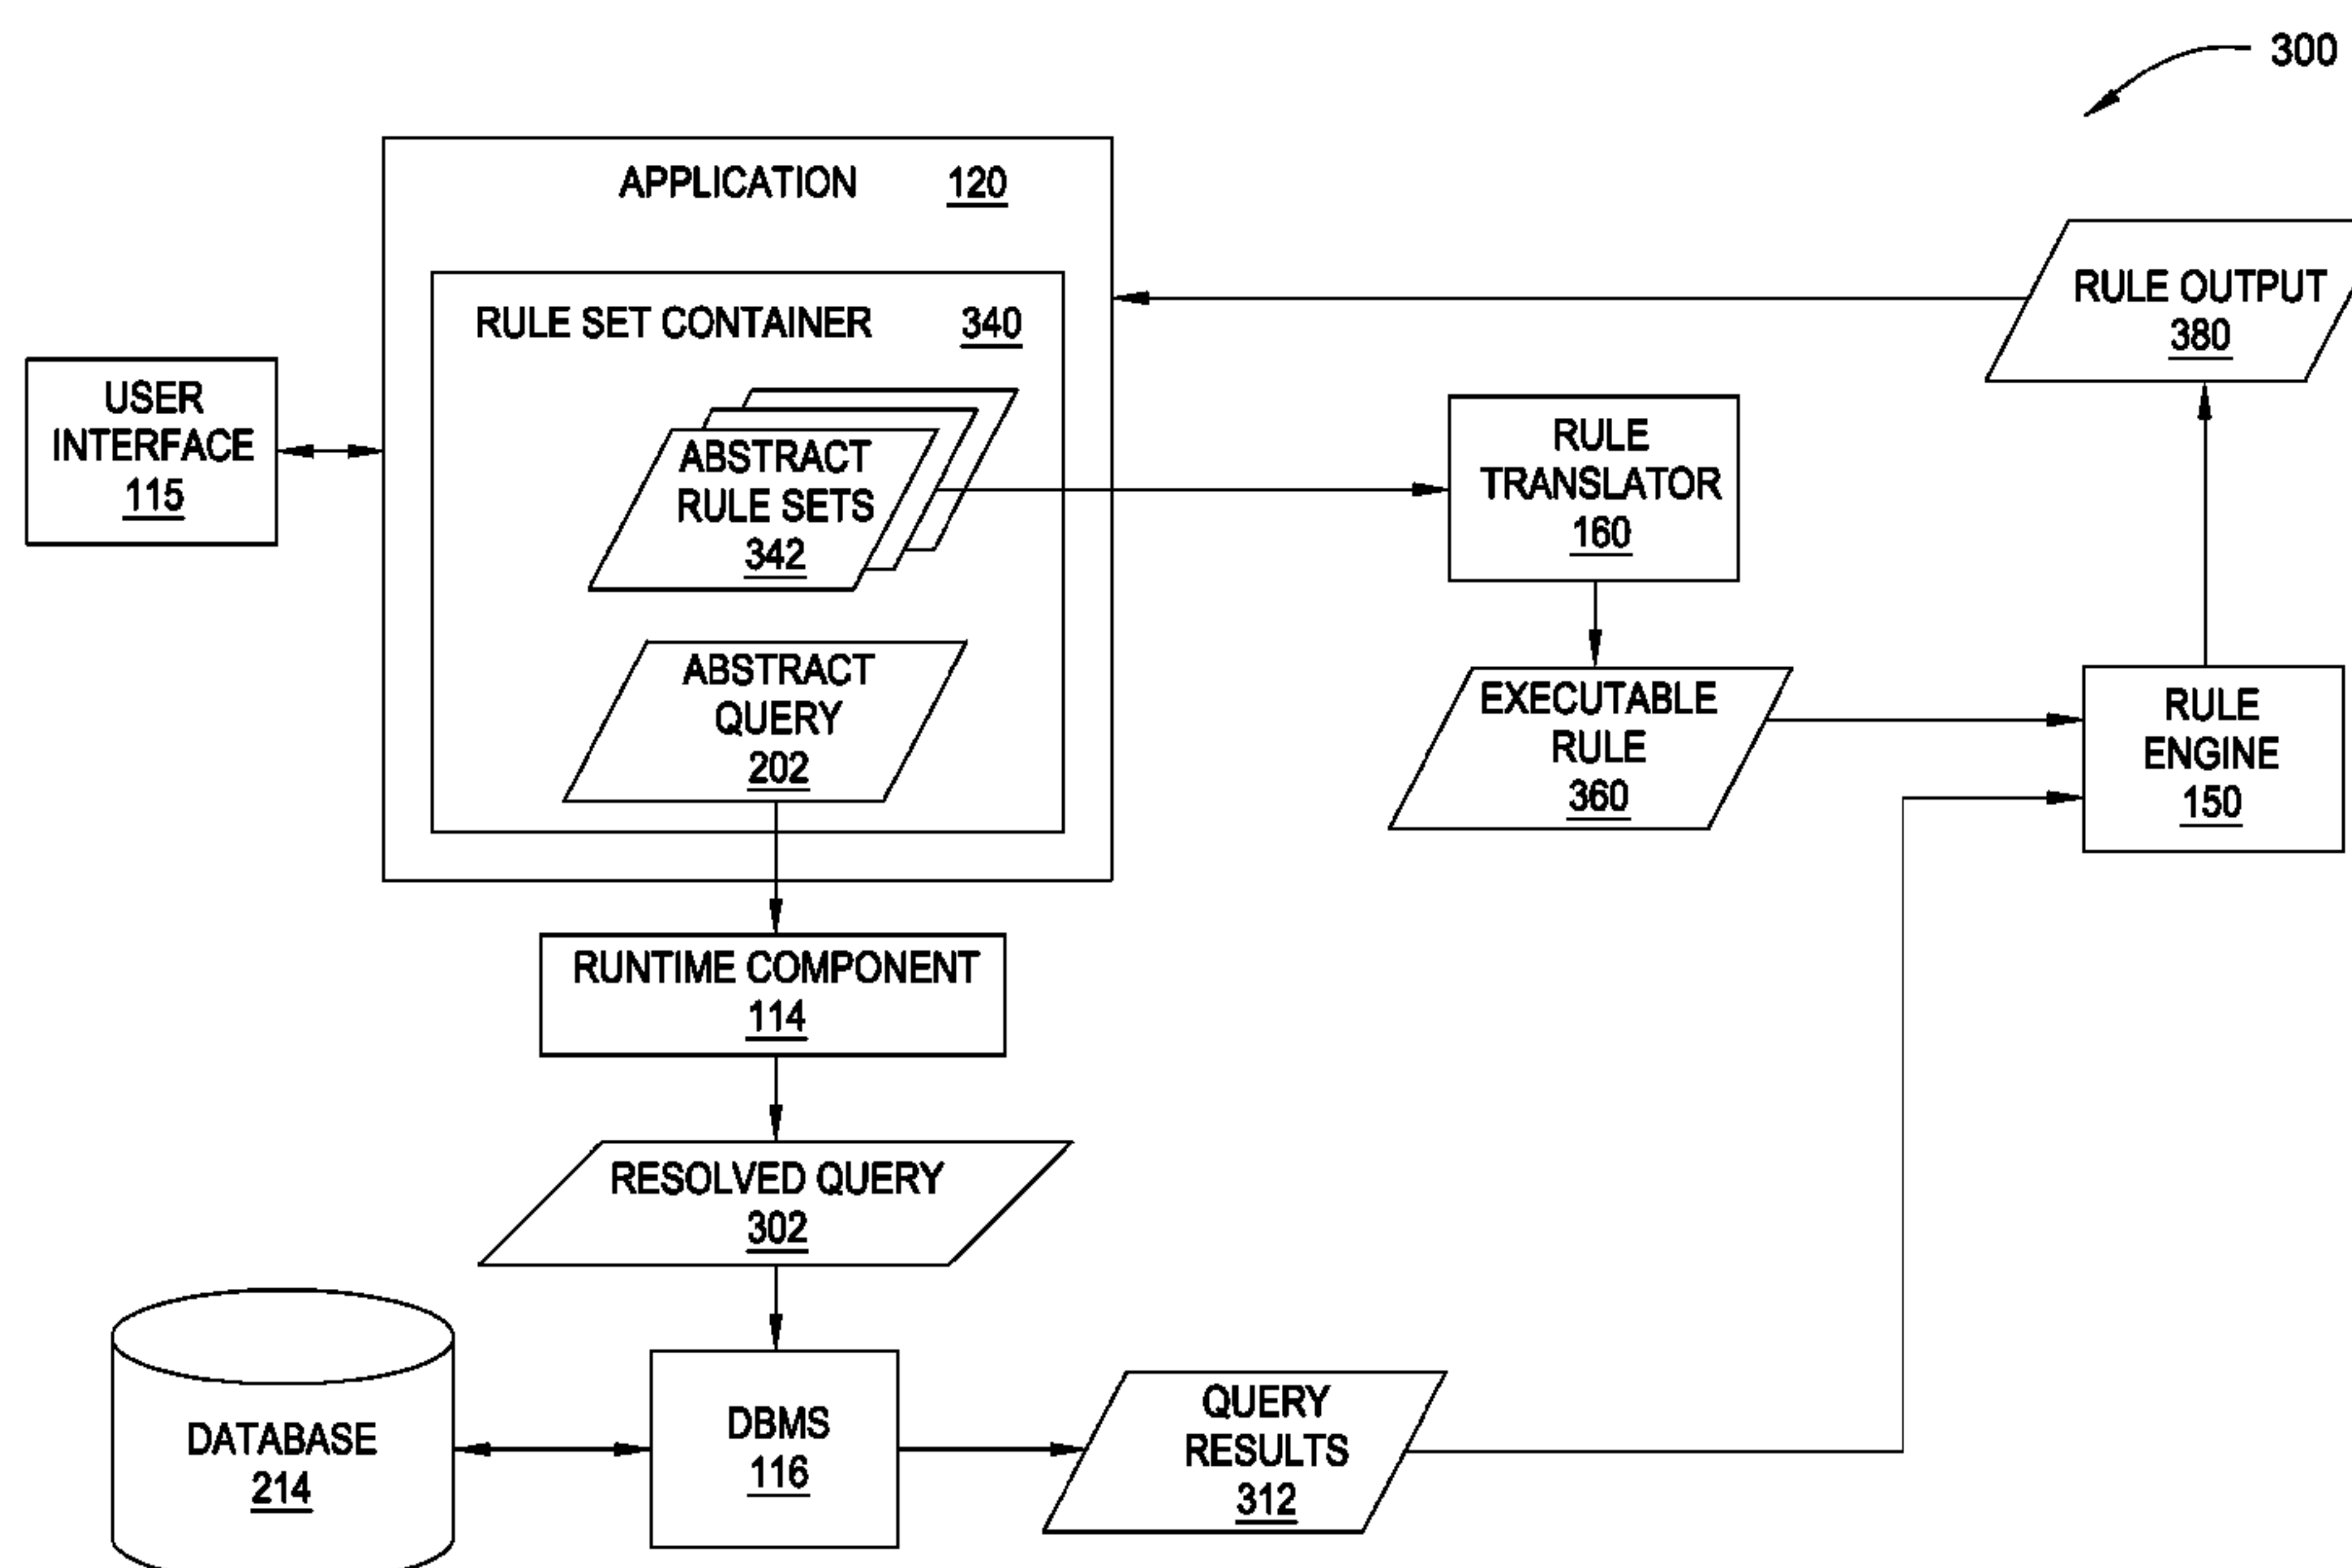 300
APPLICATION 120
RULE SET CONTAINER 340
ABSTRACT
RULE SETS
342
ABSTRACT
QUERY
202
USER
INTERFACE
115
RULE OUTPUT
380
RULE
TRANSLATOR
160
EXECUTABLE
RULE
360
RULE
ENGINE
150
RUNTIME COMPONENT
114
RESOLVED QUERY
302
DATABASE
214
DBMS
116
QUERY
RESULTS
312